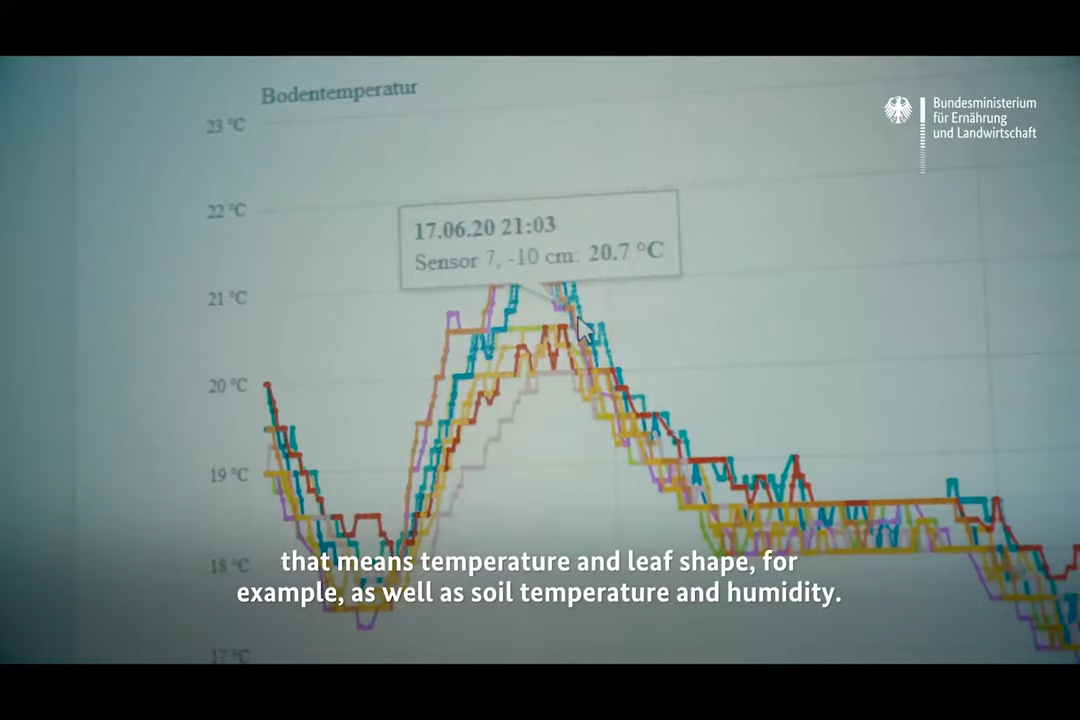 Bodentemperatur
23 °C
22 °C
21 °C
20 °C
19 °C
18 °C
17 °C
17.06.20 21:03
Sensor 7, -10 cm: 20.7 °C
Bundesministerium
für Ernährung
und Landwirtschaft
that means temperature and leaf shape, for
example, as well as soil temperature and humidity.